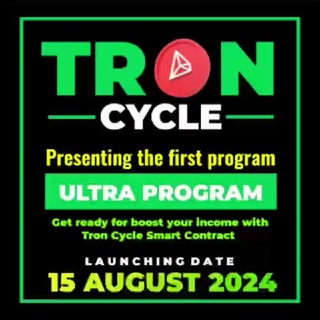 TRON
CYCLE
Presenting the first program
ULTRA PROGRAM
Get ready for boost your income with
Tron Cycle Smart Contract
LAUNCHING DATE
15 AUGUST 2024